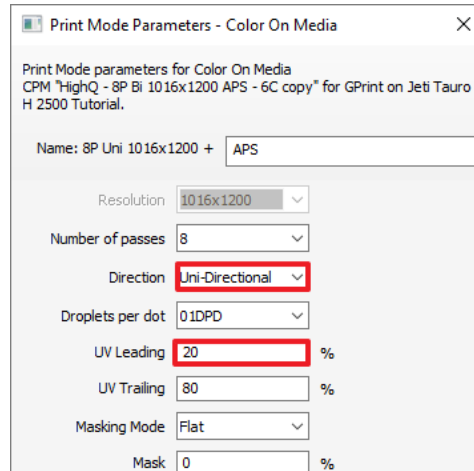 Print Mode Parameters - Color On Media
Print Mode parameters for Color On Media
CPM "HighQ - 8P Bi 1016x1200 APS - 6C copy" for GPrint on Jeti Tauro
H 2500 Tutorial.
Name: 8P Uni 1016x1200 + APS
Resolution 1016x1200
Number of passes 8
Direction Uni-Directional
Droplets per dot 01DPD
UV Leading 20 %
UV Trailing 80 %
Masking Mode Flat
Mask 0 %